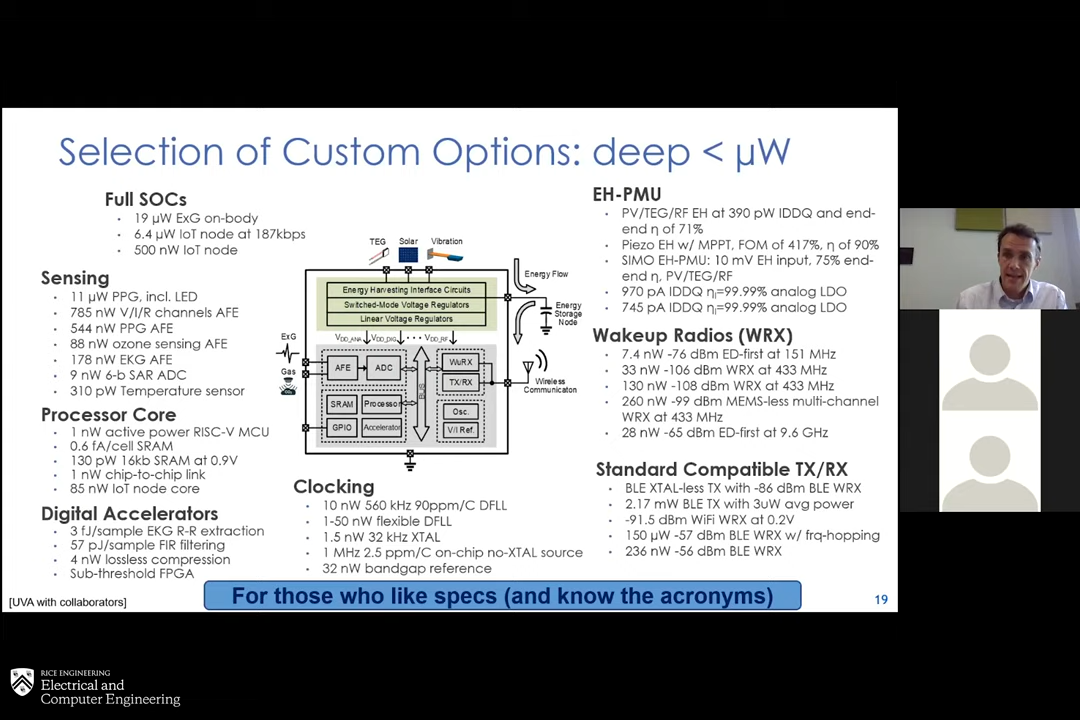 Selection of Custom Options: deep < µW
Full SOCs
19 µW ExG on-body
6.4 µW IoT node at 187kbps
500 nW IoT node
Sensing
11 µW PPG, incl. LED
785 nW V/I/R channels AFE
544 nW PPG AFE
88 nW ozone sensing AFE
178 nW EKG AFE
9 nW 6-b SAR ADC
310 pW Temperature sensor
Processor Core
1 nW active power RISC-V MCU
0.6 fA/cell SRAM
130 pW 16kb SRAM at 0.9V
1 nW chip-to-chip link
85 nW IoT node core
Digital Accelerators
3 fJ/sample EKG R-R extraction
57 pJ/sample FIR filtering
4 nW lossless compression
Sub-threshold FPGA
TEG
Solar
Vibration
Energy Harvesting Interface Circuits
Switched-Mode Voltage Regulators
Linear Voltage Regulators
Energy Flow
Energy
Storage
Node
VDD_ANA
VDD_DIG
• • •
VDD_RF
ExG
Gas
AFE
ADC
SRAM
Processor
GPIO
Accelerator
BUS
WuRX
TX/RX
Osc.
V/I Ref.
Wireless
Communicaton
Clocking
10 nW 560 kHz 90ppm/C DFLL
1-50 nW flexible DFLL
1.5 nW 32 kHz XTAL
1 MHz 2.5 ppm/C on-chip no-XTAL source
32 nW bandgap reference
EH-PMU
PV/TEG/RF EH at 390 pW IDDQ and end-
end η of 71%
Piezo EH w/ MPPT, FOM of 417%, η of 90%
SIMO EH-PMU: 10 mV EH input, 75% end-
end η, PV/TEG/RF
970 pA IDDQ ηi=99.99% analog LDO
745 pA IDDQ ηi=99.99% analog LDO
Wakeup Radios (WRX)
7.4 nW -76 dBm ED-first at 151 MHz
33 nW -106 dBm WRX at 433 MHz
130 nW -108 dBm WRX at 433 MHz
260 nW -99 dBm MEMS-less multi-channel
WRX at 433 MHz
28 nW -65 dBm ED-first at 9.6 GHz
Standard Compatible TX/RX
BLE XTAL-less TX with -86 dBm BLE WRX
2.17 mW BLE TX with 3uW avg power
-91.5 dBm WiFi WRX at 0.2V
150 µW -57 dBm BLE WRX w/ frq-hopping
236 nW -56 dBm BLE WRX
For those who like specs (and know the acronyms)
[UVA with collaborators]
19
RICE ENGINEERING
Electrical and
Computer Engineering